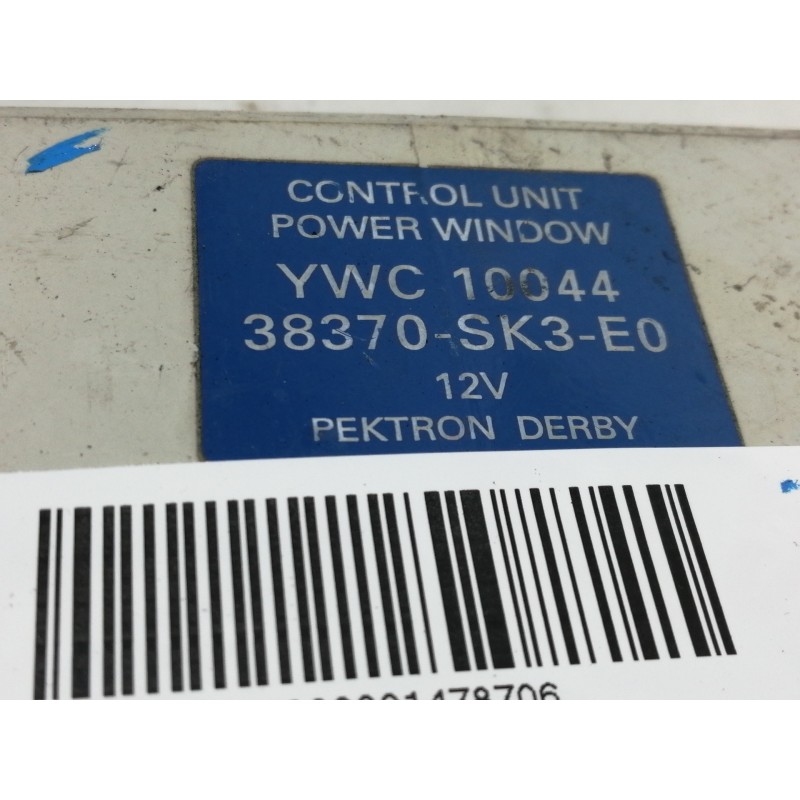 CONTROL UNIT
POWER WINDOW
YWC 10044
38370-SK3-E0
12V
PEKTRON DERBY